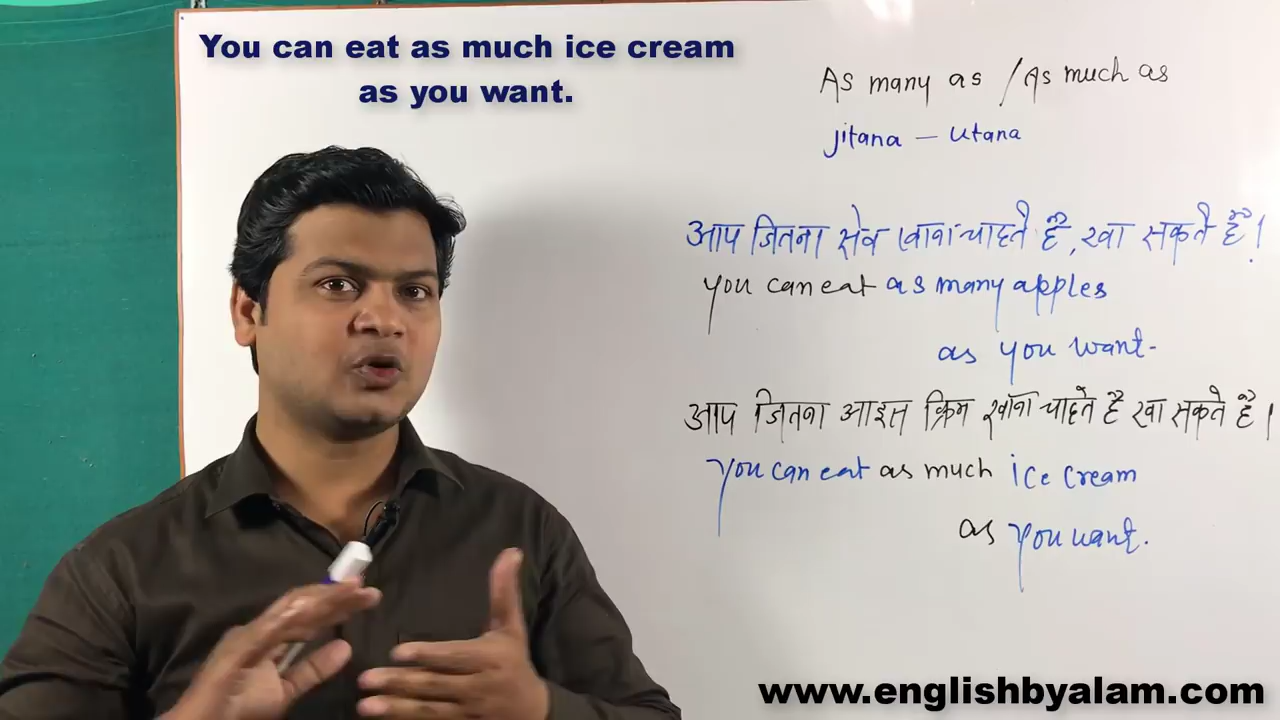 You can eat as much ice cream
as you want.
As many as / As much as
Jitana – Utana
आप जितना सेव खाना चाहते हैं, खा सकते हैं!
you can eat as many apples
as you want-
आप जितना आइस क्रिम खाना चाहते है खा सकते है।
you can eat as much ice cream
as you want.
www.englishbyalam.com